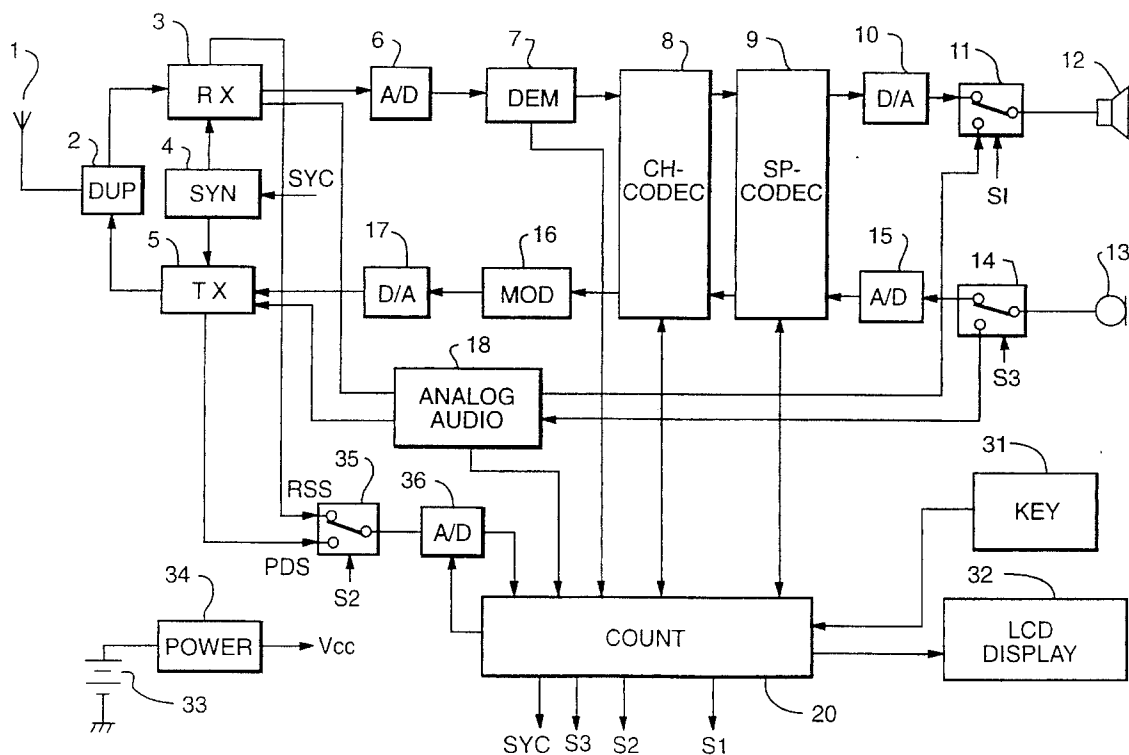 3
6
7
8
9
10
11
12
1
RX
A/D
DEM
D/A
2
4
CH-
CODEC
SP-
CODEC
DUP
SYN
SYC
SI
5
17
16
15
14
13
TX
D/A
MOD
A/D
18
S3
ANALOG
AUDIO
31
35
36
RSS
KEY
A/D
PDS
34
S2
32
POWER
Vcc
COUNT
LCD
DISPLAY
33
20
SYC
S3
S2
S1